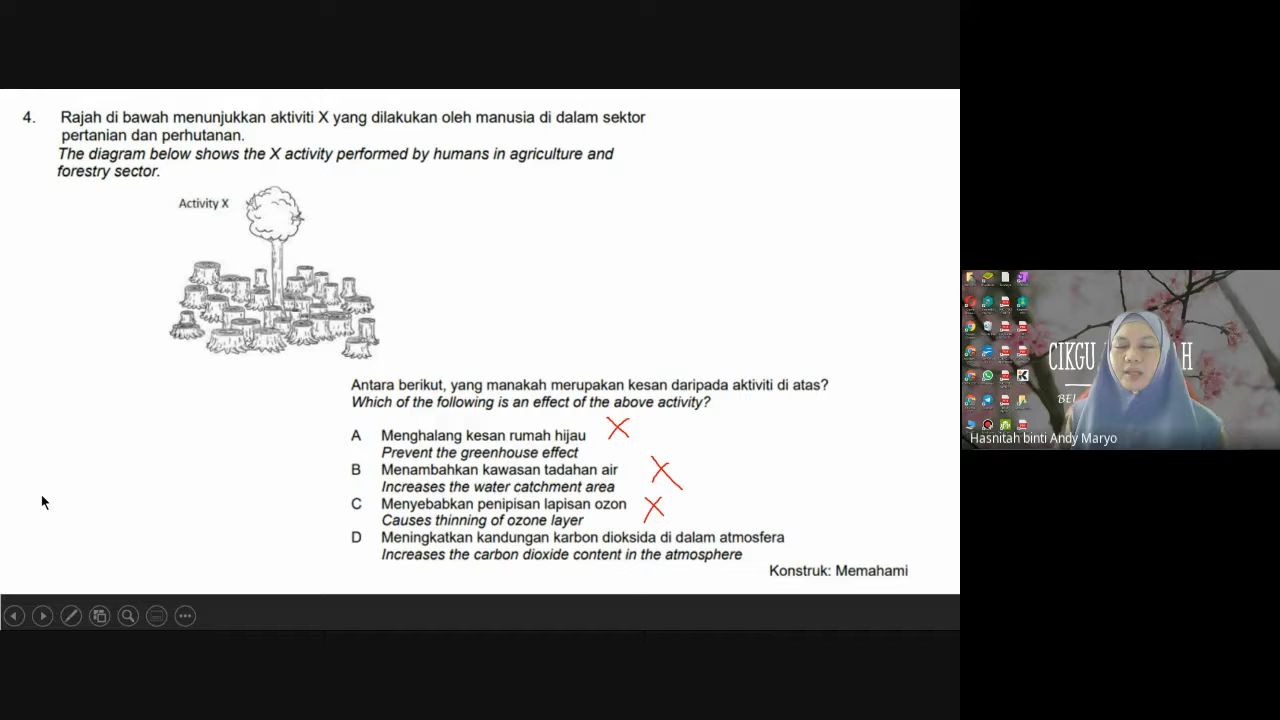 4. Rajah di bawah menunjukkan aktiviti X yang dilakukan oleh manusia di dalam sektor
pertanian dan perhutanan.
The diagram below shows the X activity performed by humans in agriculture and
forestry sector.
Activity X
Antara berikut, yang manakah merupakan kesan daripada aktiviti di atas?
Which of the following is an effect of the above activity?
A Menghalang kesan rumah hijau
Prevent the greenhouse effect
B Menambahkan kawasan tadahan air
Increases the water catchment area
C Menyebabkan penipisan lapisan ozon
Causes thinning of ozone layer
D Meningkatkan kandungan karbon dioksida di dalam atmosfera
Increases the carbon dioxide content in the atmosphere
Konstruk: Memahami
CIKGU
Hasnitah binti Andy Maryo